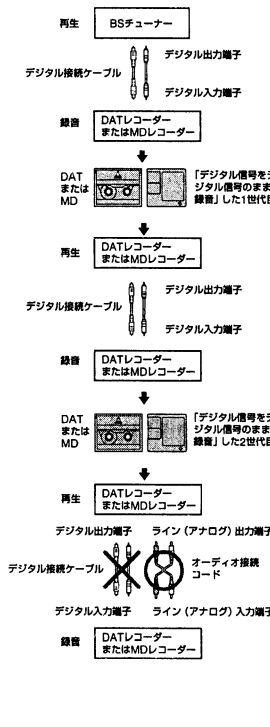 再生 BSチューナー
デジタル出力端子
デジタル接続ケーブル
デジタル入力端子
録音 DATレコーダー
またはMDレコーダー
DAT
または
MD
「デジタル信号をデ
ジタル信号のまま
録音」した1世代目
再生 DATレコーダー
またはMDレコーダー
デジタル出力端子
デジタル接続ケーブル
デジタル入力端子
録音 DATレコーダー
またはMDレコーダー
DAT
または
MD
「デジタル信号をデ
ジタル信号のまま
録音」した2世代目
再生 DATレコーダー
またはMDレコーダー
デジタル出力端子 ライン（アナログ）出力端子
デジタル接続ケーブル
オーディオ接続
コード
デジタル入力端子 ライン（アナログ）入力端子
録音 DATレコーダー
またはMDレコーダー